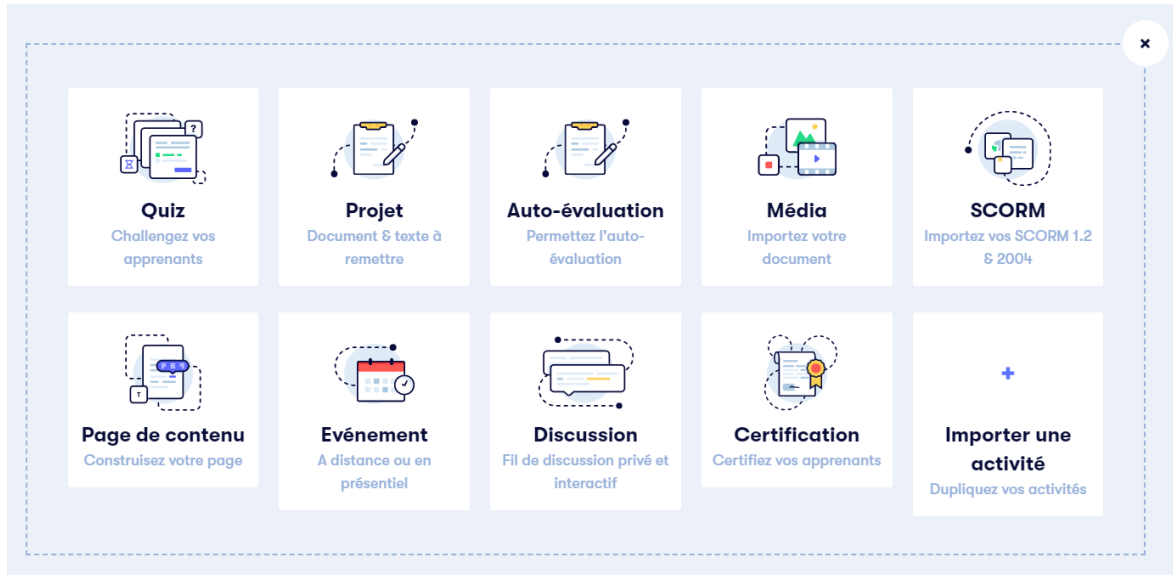 Quiz
Challengez vos
apprenants
Projet
Document & texte à
remettre
Auto-évaluation
Permettez l'auto-
évaluation
Média
Importez votre
document
SCORM
Importez vos SCORM 1.2
& 2004
Page de contenu
Construisez votre page
Evénement
A distance ou en
présentiel
Discussion
Fil de discussion privé et
interactif
Certification
Certifiez vos apprenants
Importer une
activité
Dupliquez vos activités